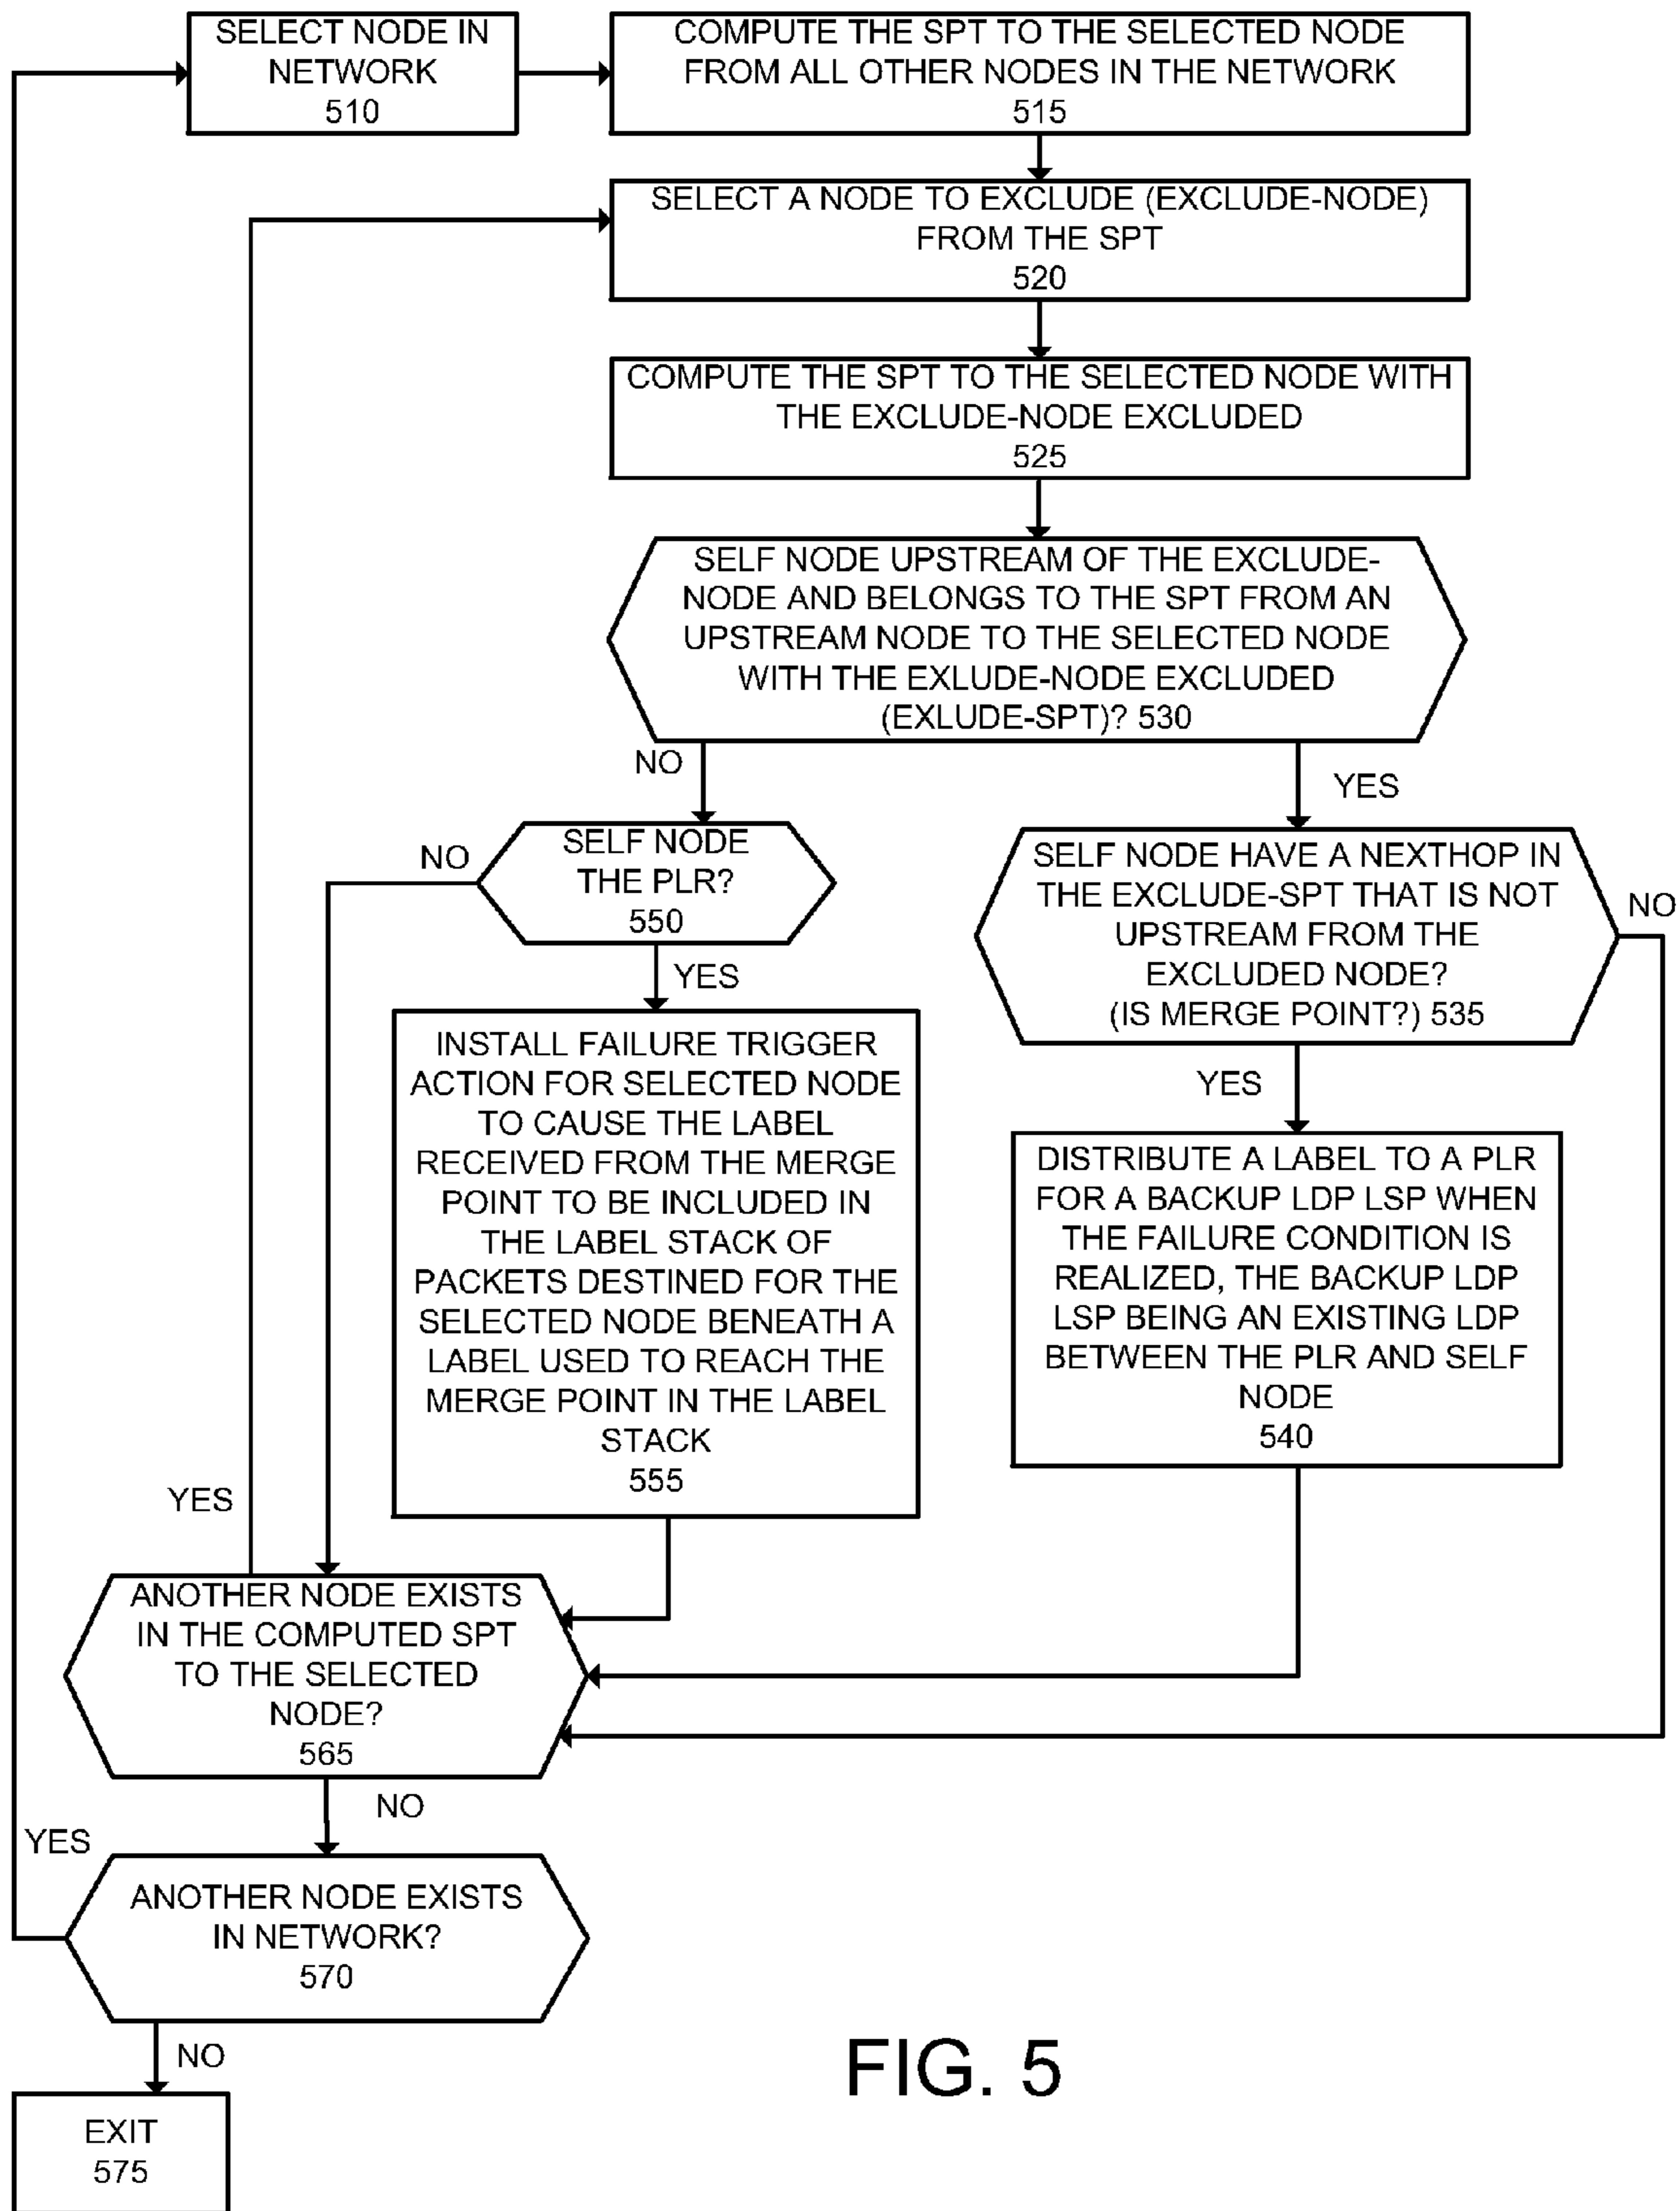 SELECT NODE IN
NETWORK
510
COMPUTE THE SPT TO THE SELECTED NODE
FROM ALL OTHER NODES IN THE NETWORK
515
SELECT A NODE TO EXCLUDE (EXCLUDE-NODE)
FROM THE SPT
520
COMPUTE THE SPT TO THE SELECTED NODE WITH
THE EXCLUDE-NODE EXCLUDED
525
SELF NODE UPSTREAM OF THE EXCLUDE-
NODE AND BELONGS TO THE SPT FROM AN
UPSTREAM NODE TO THE SELECTED NODE
WITH THE EXLUDE-NODE EXCLUDED
(EXLUDE-SPT)? 530
NO
YES
SELF NODE
THE PLR?
550
NO
YES
SELF NODE HAVE A NEXTHOP IN
THE EXCLUDE-SPT THAT IS NOT
UPSTREAM FROM THE
EXCLUDED NODE?
(IS MERGE POINT?) 535
NO
YES
INSTALL FAILURE TRIGGER
ACTION FOR SELECTED NODE
TO CAUSE THE LABEL
RECEIVED FROM THE MERGE
POINT TO BE INCLUDED IN
THE LABEL STACK OF
PACKETS DESTINED FOR THE
SELECTED NODE BENEATH A
LABEL USED TO REACH THE
MERGE POINT IN THE LABEL
STACK
555
DISTRIBUTE A LABEL TO A PLR
FOR A BACKUP LDP LSP WHEN
THE FAILURE CONDITION IS
REALIZED, THE BACKUP LDP
LSP BEING AN EXISTING LDP
BETWEEN THE PLR AND SELF
NODE
540
YES
ANOTHER NODE EXISTS
IN THE COMPUTED SPT
TO THE SELECTED
NODE?
565
NO
YES
ANOTHER NODE EXISTS
IN NETWORK?
570
NO
EXIT
575
FIG. 5